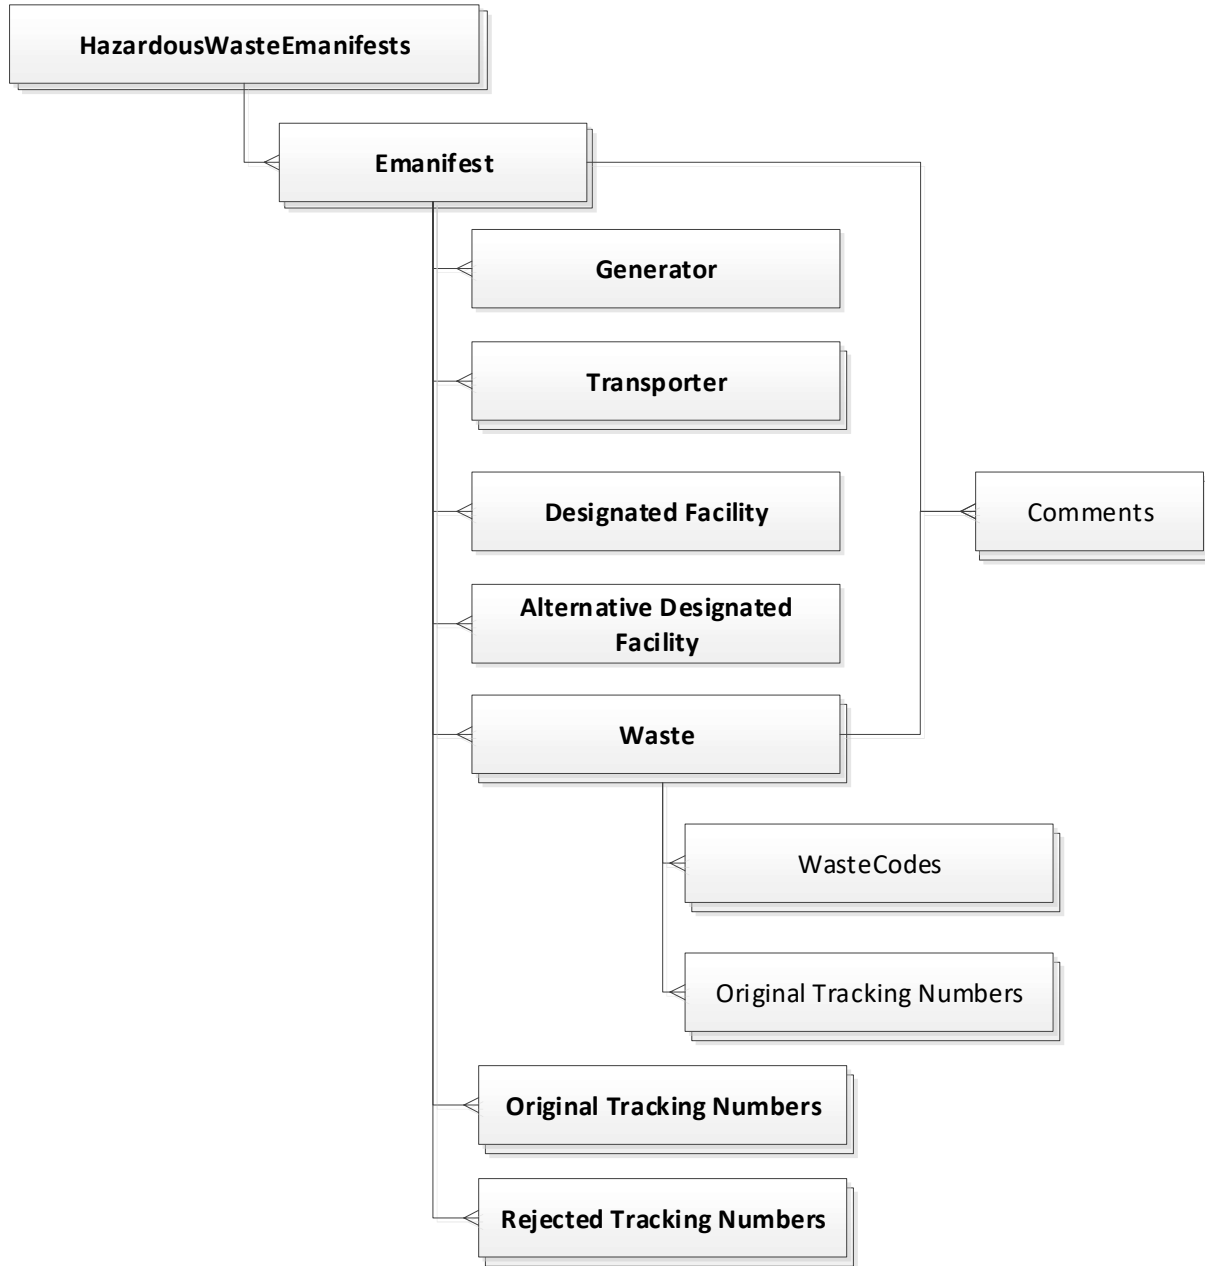 HazardousWasteEmanifests
Emanifest
Generator
Transporter
Designated Facility
Comments
Alternative Designated
Facility
Waste
WasteCodes
Original Tracking Numbers
Original Tracking Numbers
Rejected Tracking Numbers